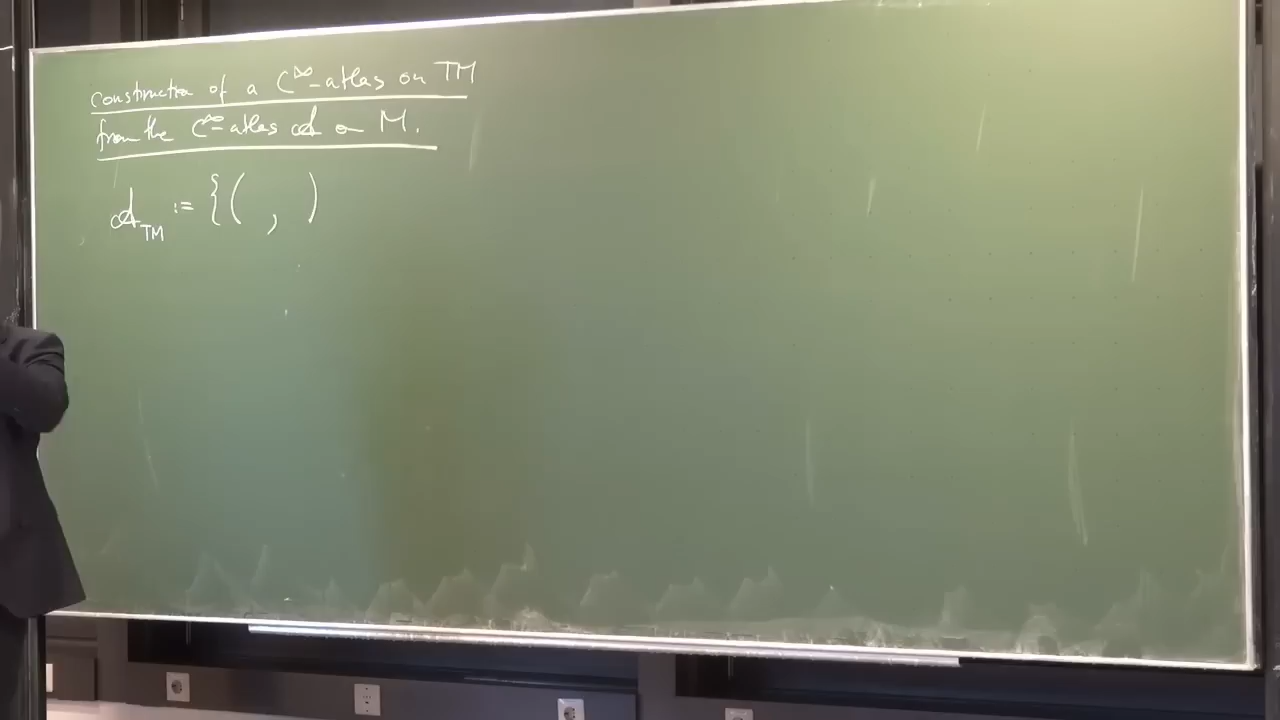 construction of a C^∞-atlas on TM
from the C^∞-atlas 𝒜 on M.
𝒜_TM := {( , )